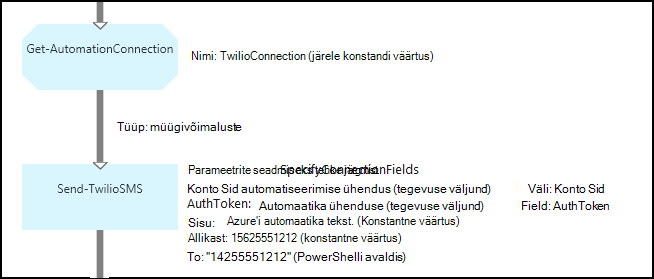 Get-AutomationConnection
Nimi: TwilioConnection (järele konstandi väärtus)
Tüüp: müügivõimaluste
Parameetrite
Send-TwilioSMS
Konto Sid automatiseerimise ühendus (tegevuse väljund) Väli: Konto Sid
AuthToken: Automaatika ühenduse (tegevuse väljund) Field: AuthToken
Sisu: Azure'i automaatika tekst. (Konstantne väärtus)
Allikast: 15625551212 (konstantne väärtus)
To: "14255551212" (PowerShelli avaldis)